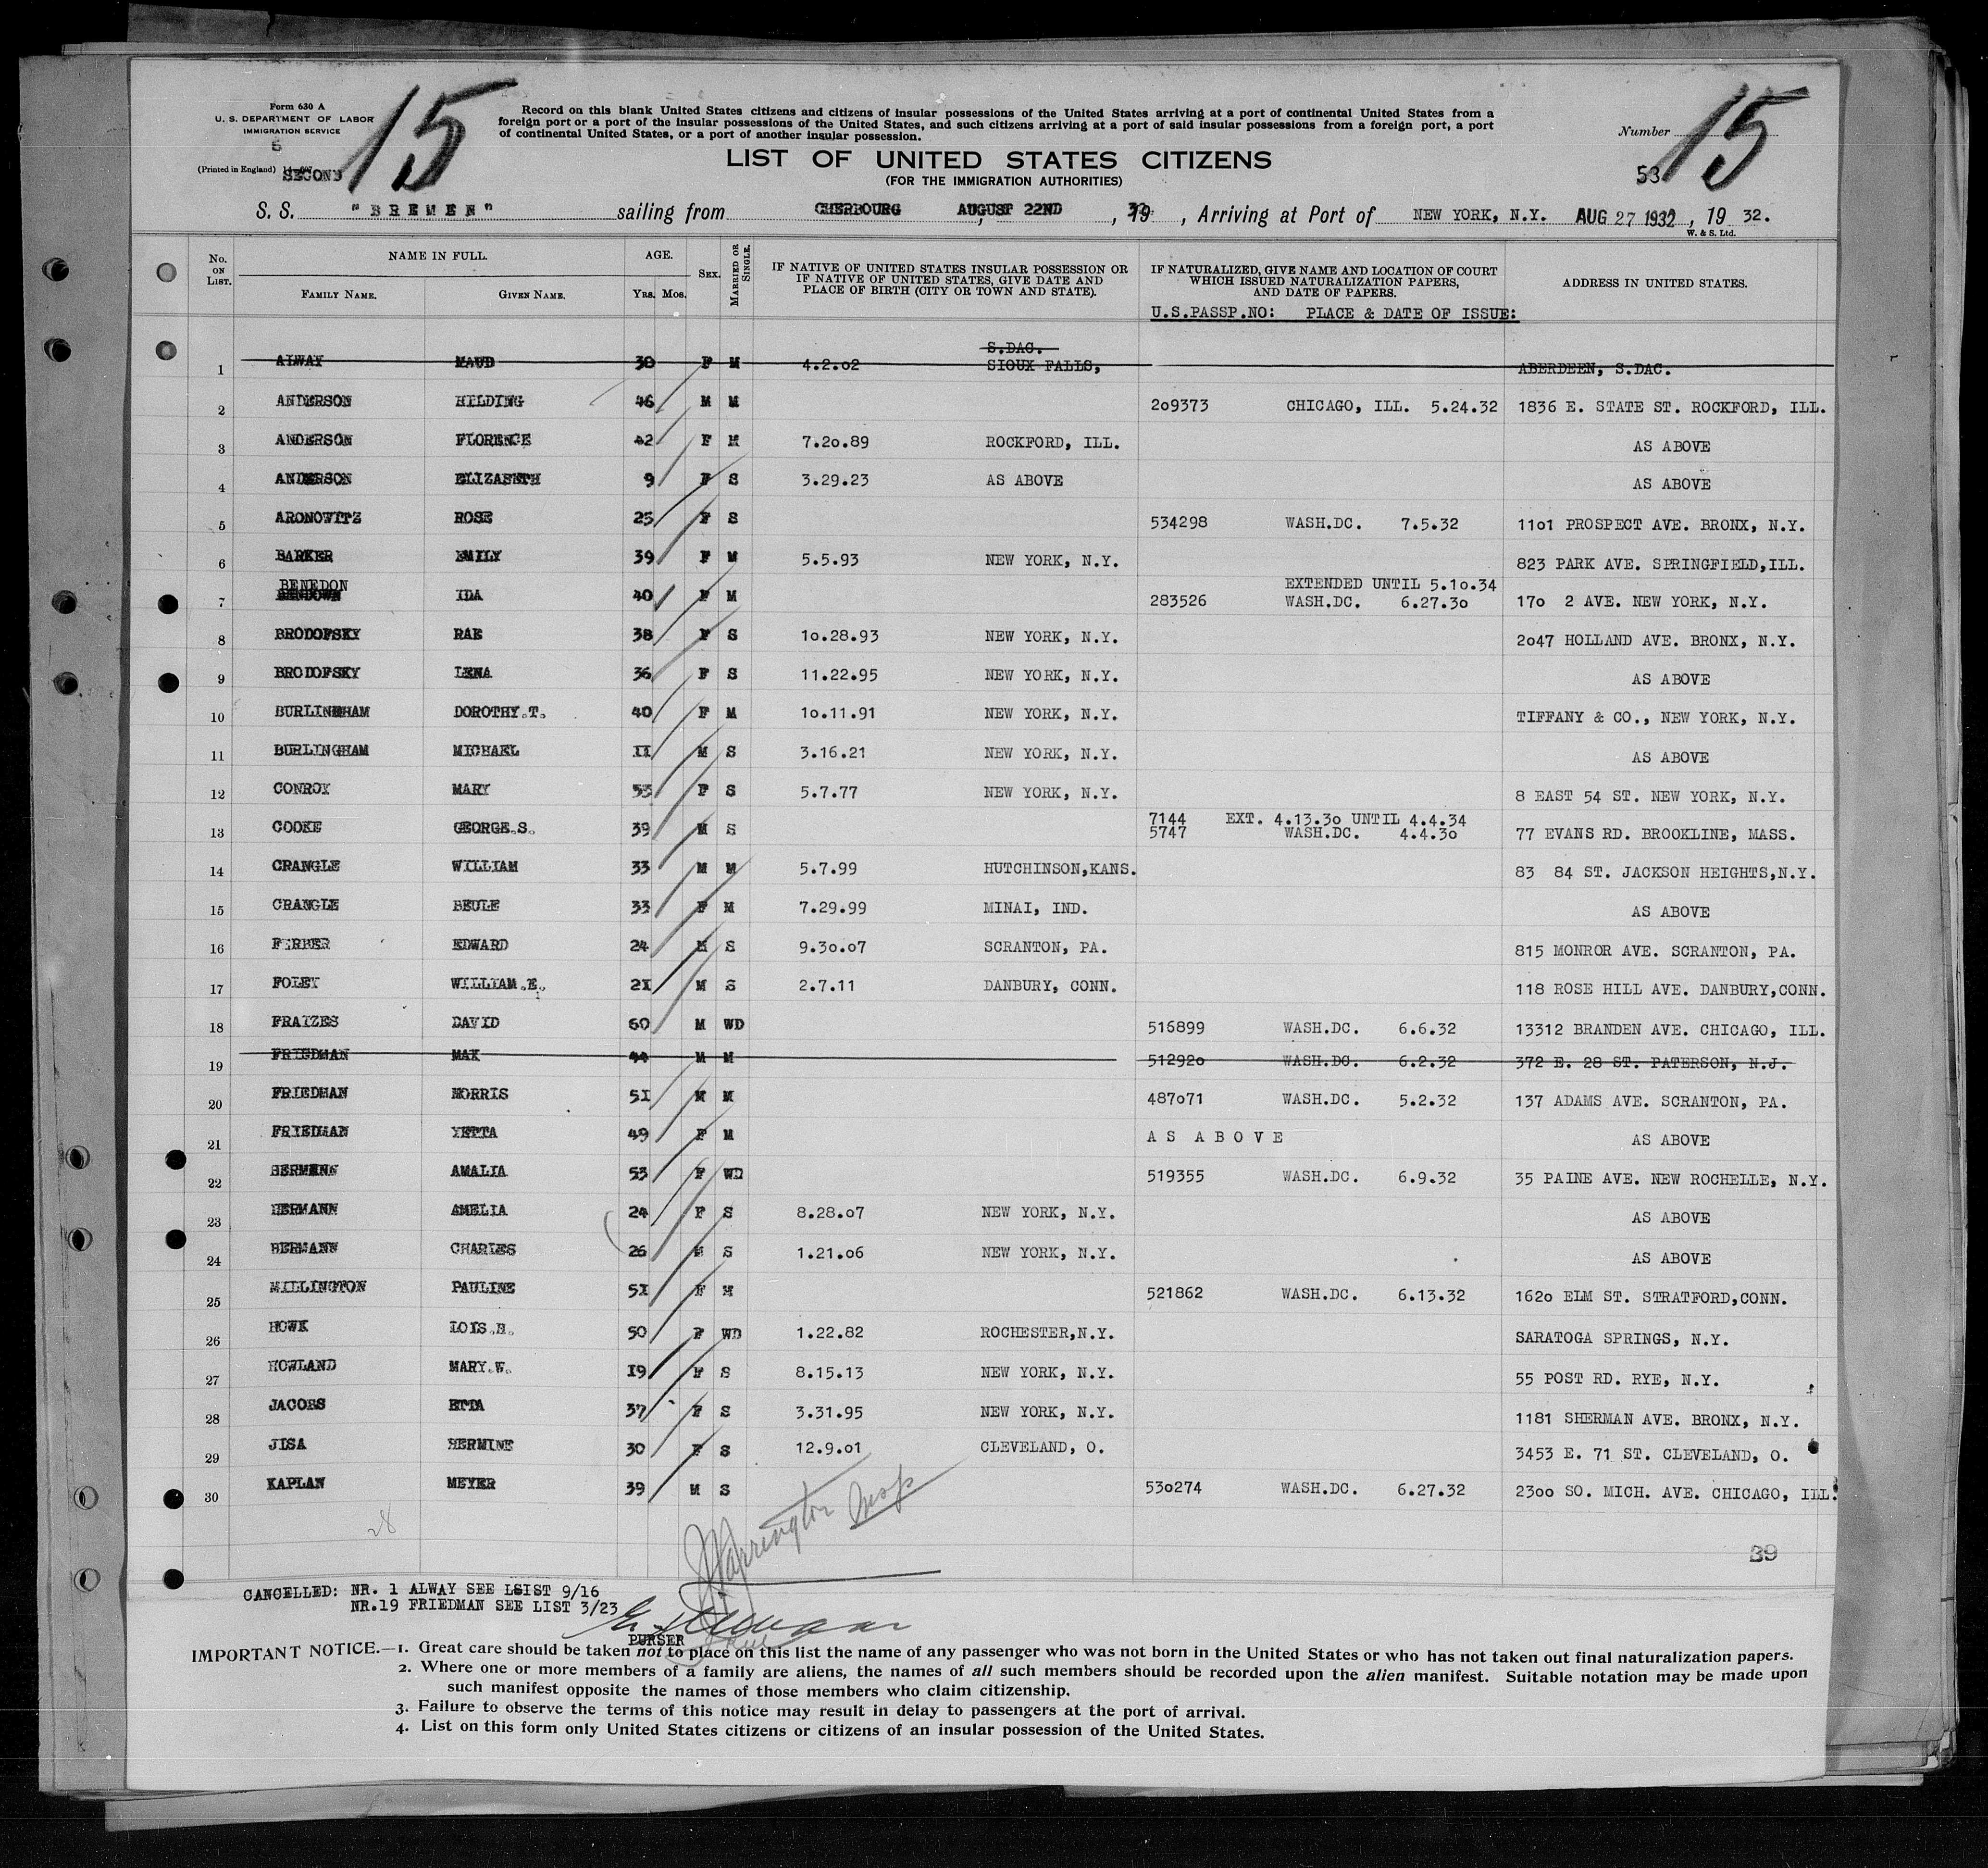 Form 630 A
U. S. DEPARTMENT OF LABOR
IMMIGRATION SERVICE
(Printed in England)
SECOND
15
Record on this blank United States citizens and citizens of insular possessions of the United States arriving at a port of continental United States from a
foreign port or a port of the insular possessions of the United States, and such citizens arriving at a port of said insular possessions from a foreign port, a port
of continental United States, or a port of another insular possession.
LIST OF UNITED STATES CITIZENS
(FOR THE IMMIGRATION AUTHORITIES)
Number 15
53
S. S. "BREMEN" sailing from CHERBOURG AUGUST 22ND, 19 , Arriving at Port of NEW YORK, N.Y. AUG 27 1932, 19 32.
W. & S. Ltd.
No. ON LIST. NAME IN FULL. FAMILY NAME. GIVEN NAME. AGE. Yrs. Mos. SEX. MARRIED OR SINGLE. IF NATIVE OF UNITED STATES INSULAR POSSESSION OR IF NATIVE OF UNITED STATES, GIVE DATE AND PLACE OF BIRTH (CITY OR TOWN AND STATE). IF NATURALIZED, GIVE NAME AND LOCATION OF COURT WHICH ISSUED NATURALIZATION PAPERS, AND DATE OF PAPERS. ADDRESS IN UNITED STATES.
U.S.PASSP.NO: PLACE & DATE OF ISSUE:
S.DAC.
1 ALWAY MAUD 30 F M 4.2.02 SIOUX FALLS, ABERDEEN, S.DAC.
2 ANDERSON HILDING 46 M M 209373 CHICAGO, ILL. 5.24.32 1836 E. STATE ST. ROCKFORD, ILL.
3 ANDERSON FLORENCE 42 F M 7.20.89 ROCKFORD, ILL. AS ABOVE
4 ANDERSON ELIZABETH 9 F S 3.29.23 AS ABOVE AS ABOVE
5 ARONOWITZ ROSE 25 F S 534298 WASH.DC. 7.5.32 1101 PROSPECT AVE. BRONX, N.Y.
6 BARKER EMILY 39 F M 5.5.93 NEW YORK, N.Y. 823 PARK AVE. SPRINGFIELD,ILL.
BENEDON EXTENDED UNTIL 5.10.34
7 IDA 40 F M 283526 WASH.DC. 6.27.30 170 2 AVE. NEW YORK, N.Y.
8 BRODOFSKY RAE 38 F S 10.28.93 NEW YORK, N.Y. 2047 HOLLAND AVE. BRONX, N.Y.
9 BRODOFSKY LENA 36 F S 11.22.95 NEW YORK, N.Y. AS ABOVE
10 BURLINGHAM DOROTHY.T. 40 F M 10.11.91 NEW YORK, N.Y. TIFFANY & CO., NEW YORK, N.Y.
11 BURLINGHAM MICHAEL 11 M S 3.16.21 NEW YORK, N.Y. AS ABOVE
12 CONROY MARY 55 F S 5.7.77 NEW YORK, N.Y. 8 EAST 54 ST. NEW YORK, N.Y.
7144 EXT. 4.13.30 UNTIL 4.4.34
13 COOKE GEORGE.S. 39 M S 5747 WASH.DC. 4.4.30 77 EVANS RD. BROOKLINE, MASS.
14 CRANGLE WILLIAM 33 M M 5.7.99 HUTCHINSON,KANS. 83 84 ST. JACKSON HEIGHTS,N.Y.
15 CRANGLE BEULE 33 F M 7.29.99 MINAI, IND. AS ABOVE
16 FERBER EDWARD 24 M S 9.30.07 SCRANTON, PA. 815 MONROR AVE. SCRANTON, PA.
17 FOLEY WILLIAM.E. 21 M S 2.7.11 DANBURY, CONN. 118 ROSE HILL AVE. DANBURY,CONN.
18 FRAIZES DAVID 60 M WD 516899 WASH.DC. 6.6.32 13312 BRANDEN AVE. CHICAGO, ILL.
19 FRIEDMAN MAX 44 M M 512920 WASH.DC. 6.2.32 372 E. 28 ST. PATERSON, N.J.
20 FRIEDMAN MORRIS 51 M M 487071 WASH.DC. 5.2.32 137 ADAMS AVE. SCRANTON, PA.
21 FRIEDMAN YETTA 49 F M AS ABOVE AS ABOVE
22 AMALIA 53 F WD 519355 WASH.DC. 6.9.32 35 PAINE AVE. NEW ROCHELLE, N.Y.
23 HERMANN AMELIA 24 F S 8.28.07 NEW YORK, N.Y. AS ABOVE
24 HERMANN CHARLES 26 M S 1.21.06 NEW YORK, N.Y. AS ABOVE
25 MILLINGTON PAULINE 51 F M 521862 WASH.DC. 6.13.32 1620 ELM ST. STRATFORD,CONN.
26 HOWK LOIS.H. 50 F WD 1.22.82 ROCHESTER,N.Y. SARATOGA SPRINGS, N.Y.
27 HOWLAND MARY.W. 19 F S 8.15.13 NEW YORK, N.Y. 55 POST RD. RYE, N.Y.
28 JACOBS ETTA 37 F S 3.31.95 NEW YORK, N.Y. 1181 SHERMAN AVE. BRONX, N.Y.
29 JISA HERMINE 30 F S 12.9.01 CLEVELAND, O. 3453 E. 71 ST. CLEVELAND, O.
30 KAPLAN MEYER 39 M S 530274 WASH.DC. 6.27.32 2300 SO. MICH. AVE. CHICAGO, ILL.
28
Warrington Insp
39
CANCELLED: NR. 1 ALWAY SEE LSIST 9/16
NR.19 FRIEDMAN SEE LIST 3/23
PURSER
IMPORTANT NOTICE.—1. Great care should be taken not to place on this list the name of any passenger who was not born in the United States or who has not taken out final naturalization papers.
2. Where one or more members of a family are aliens, the names of all such members should be recorded upon the alien manifest. Suitable notation may be made upon
such manifest opposite the names of those members who claim citizenship.
3. Failure to observe the terms of this notice may result in delay to passengers at the port of arrival.
4. List on this form only United States citizens or citizens of an insular possession of the United States.